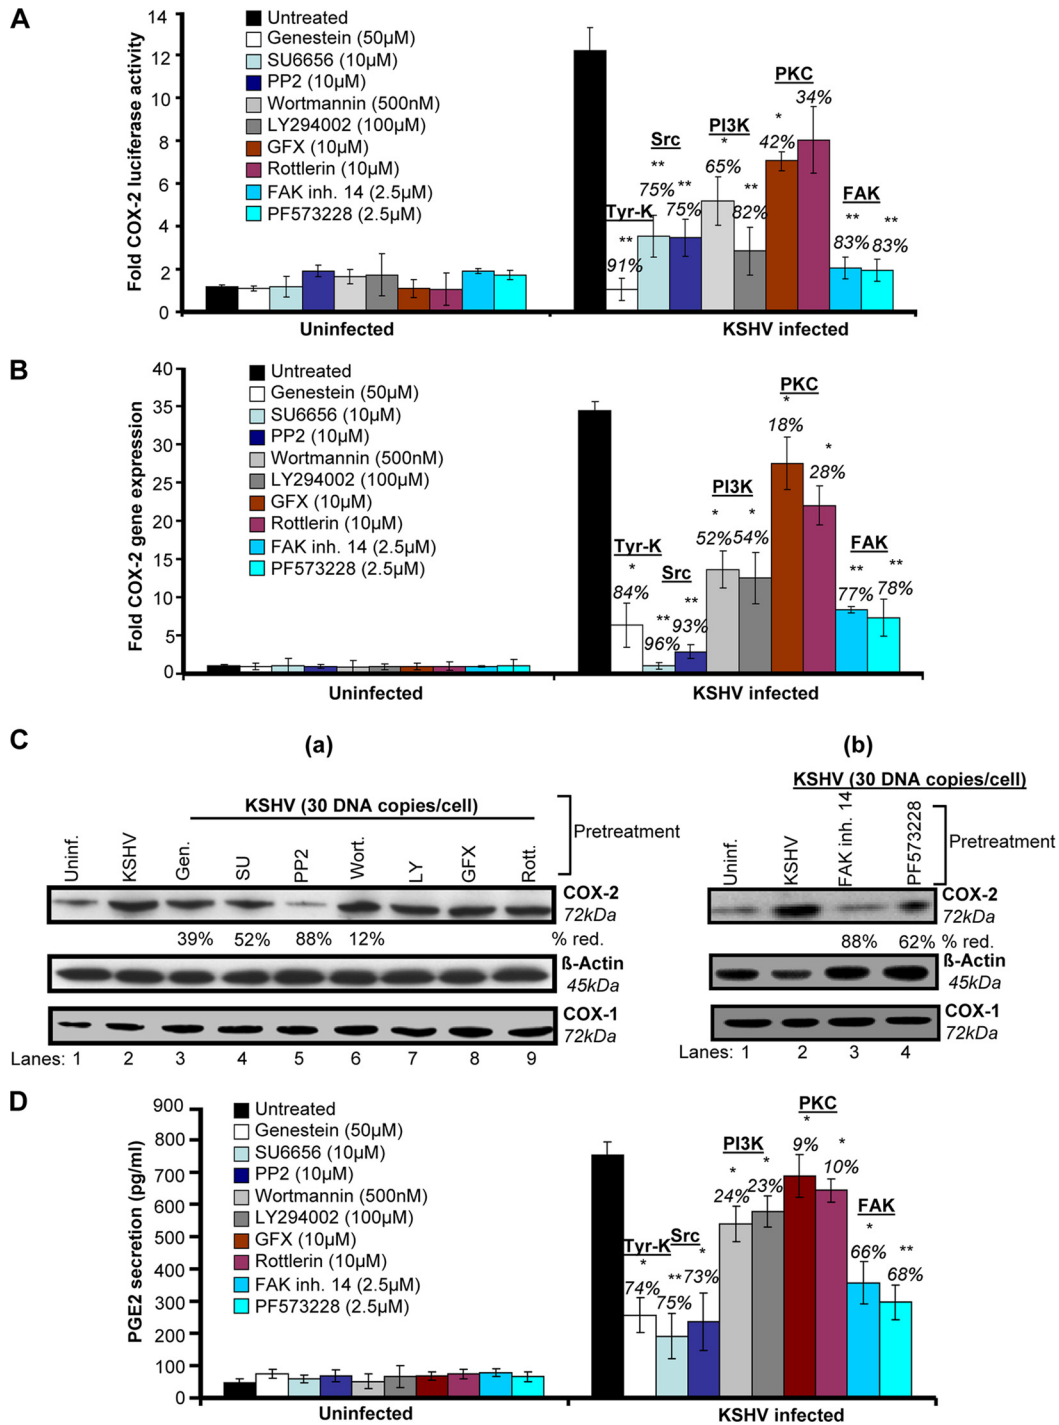 A
14
12
10
8
6
4
2
0
Fold COX-2 luciferase activity
Untreated
Genestein (50µM)
SU6656 (10µM)
PP2 (10µM)
Wortmannin (500nM)
LY294002 (100µM)
GFX (10µM)
Rottlerin (10µM)
FAK inh. 14 (2.5µM)
PF573228 (2.5µM)
Tyr-K
**
91%
Src
**
75%
**
75%
PI3K
*
65%
**
82%
PKC
*
42%
34%
FAK
**
83%
**
83%
Uninfected
KSHV infected
B
40
35
30
25
20
15
10
5
0
Fold COX-2 gene expression
Untreated
Genestein (50µM)
SU6656 (10µM)
PP2 (10µM)
Wortmannin (500nM)
LY294002 (100µM)
GFX (10µM)
Rottlerin (10µM)
FAK inh. 14 (2.5µM)
PF573228 (2.5µM)
Tyr-K
*
84%
Src
**
96%
**
93%
PI3K
*
52%
*
54%
PKC
*
18%
*
28%
FAK
**
77%
**
78%
Uninfected
KSHV infected
C
(a)
KSHV (30 DNA copies/cell)
Pretreatment
Uninf.
KSHV
Gen.
SU
PP2
Wort.
LY
GFX
Rott.
COX-2
72kDa
39% 52% 88% 12% % red.
ß-Actin
45kDa
COX-1
72kDa
Lanes: 1 2 3 4 5 6 7 8 9
(b)
KSHV (30 DNA copies/cell)
Pretreatment
Uninf.
KSHV
FAK inh. 14
PF573228
COX-2
72kDa
88% 62% % red.
ß-Actin
45kDa
COX-1
72kDa
Lanes: 1 2 3 4
D
900
800
700
600
500
400
300
200
100
0
PGE2 secretion (pg/ml)
Untreated
Genestein (50µM)
SU6656 (10µM)
PP2 (10µM)
Wortmannin (500nM)
LY294002 (100µM)
GFX (10µM)
Rottlerin (10µM)
FAK inh. 14 (2.5µM)
PF573228 (2.5µM)
Tyr-K
*
74%
Src
**
75%
*
73%
PI3K
*
24%
*
23%
PKC
*
9%
*
10%
FAK
*
66%
**
68%
Uninfected
KSHV infected